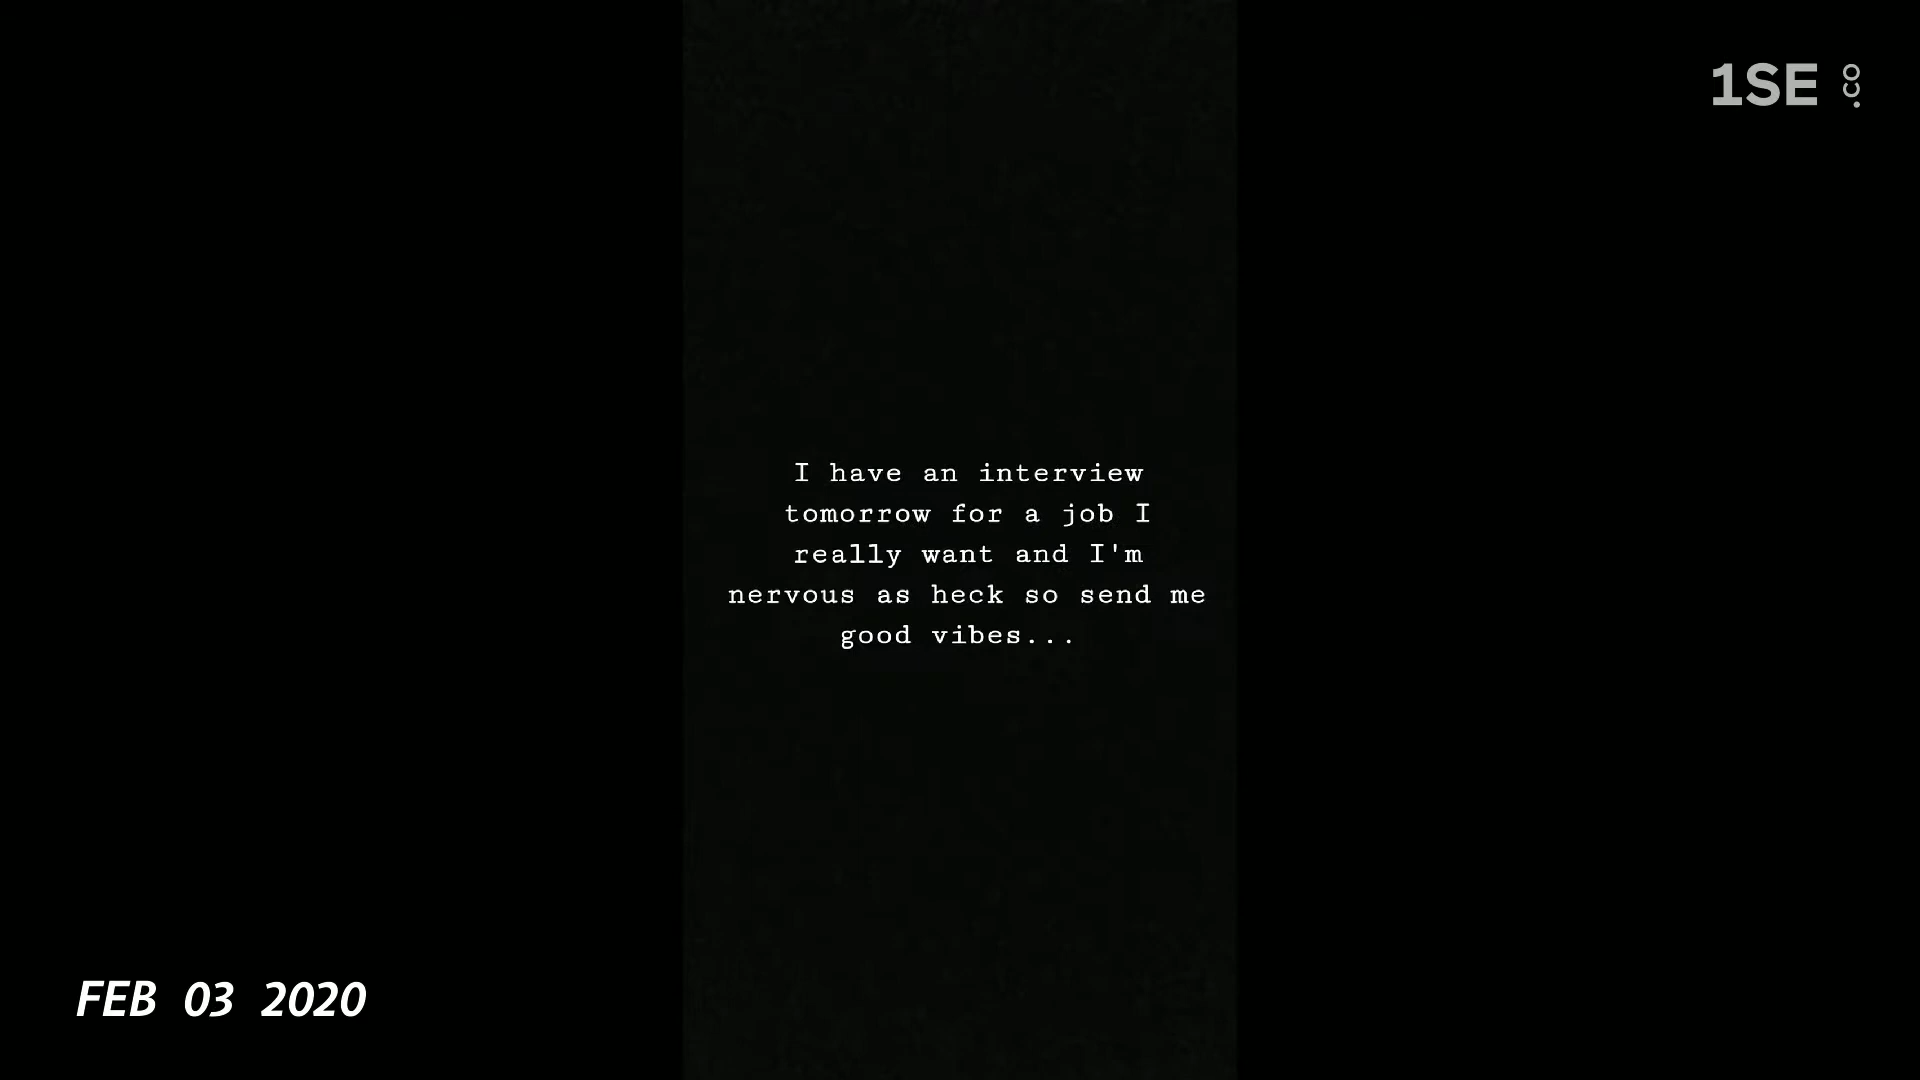 1SE .co
I have an interview
tomorrow for a job I
really want and I'm
nervous as heck so send me
good vibes...
FEB 03 2020